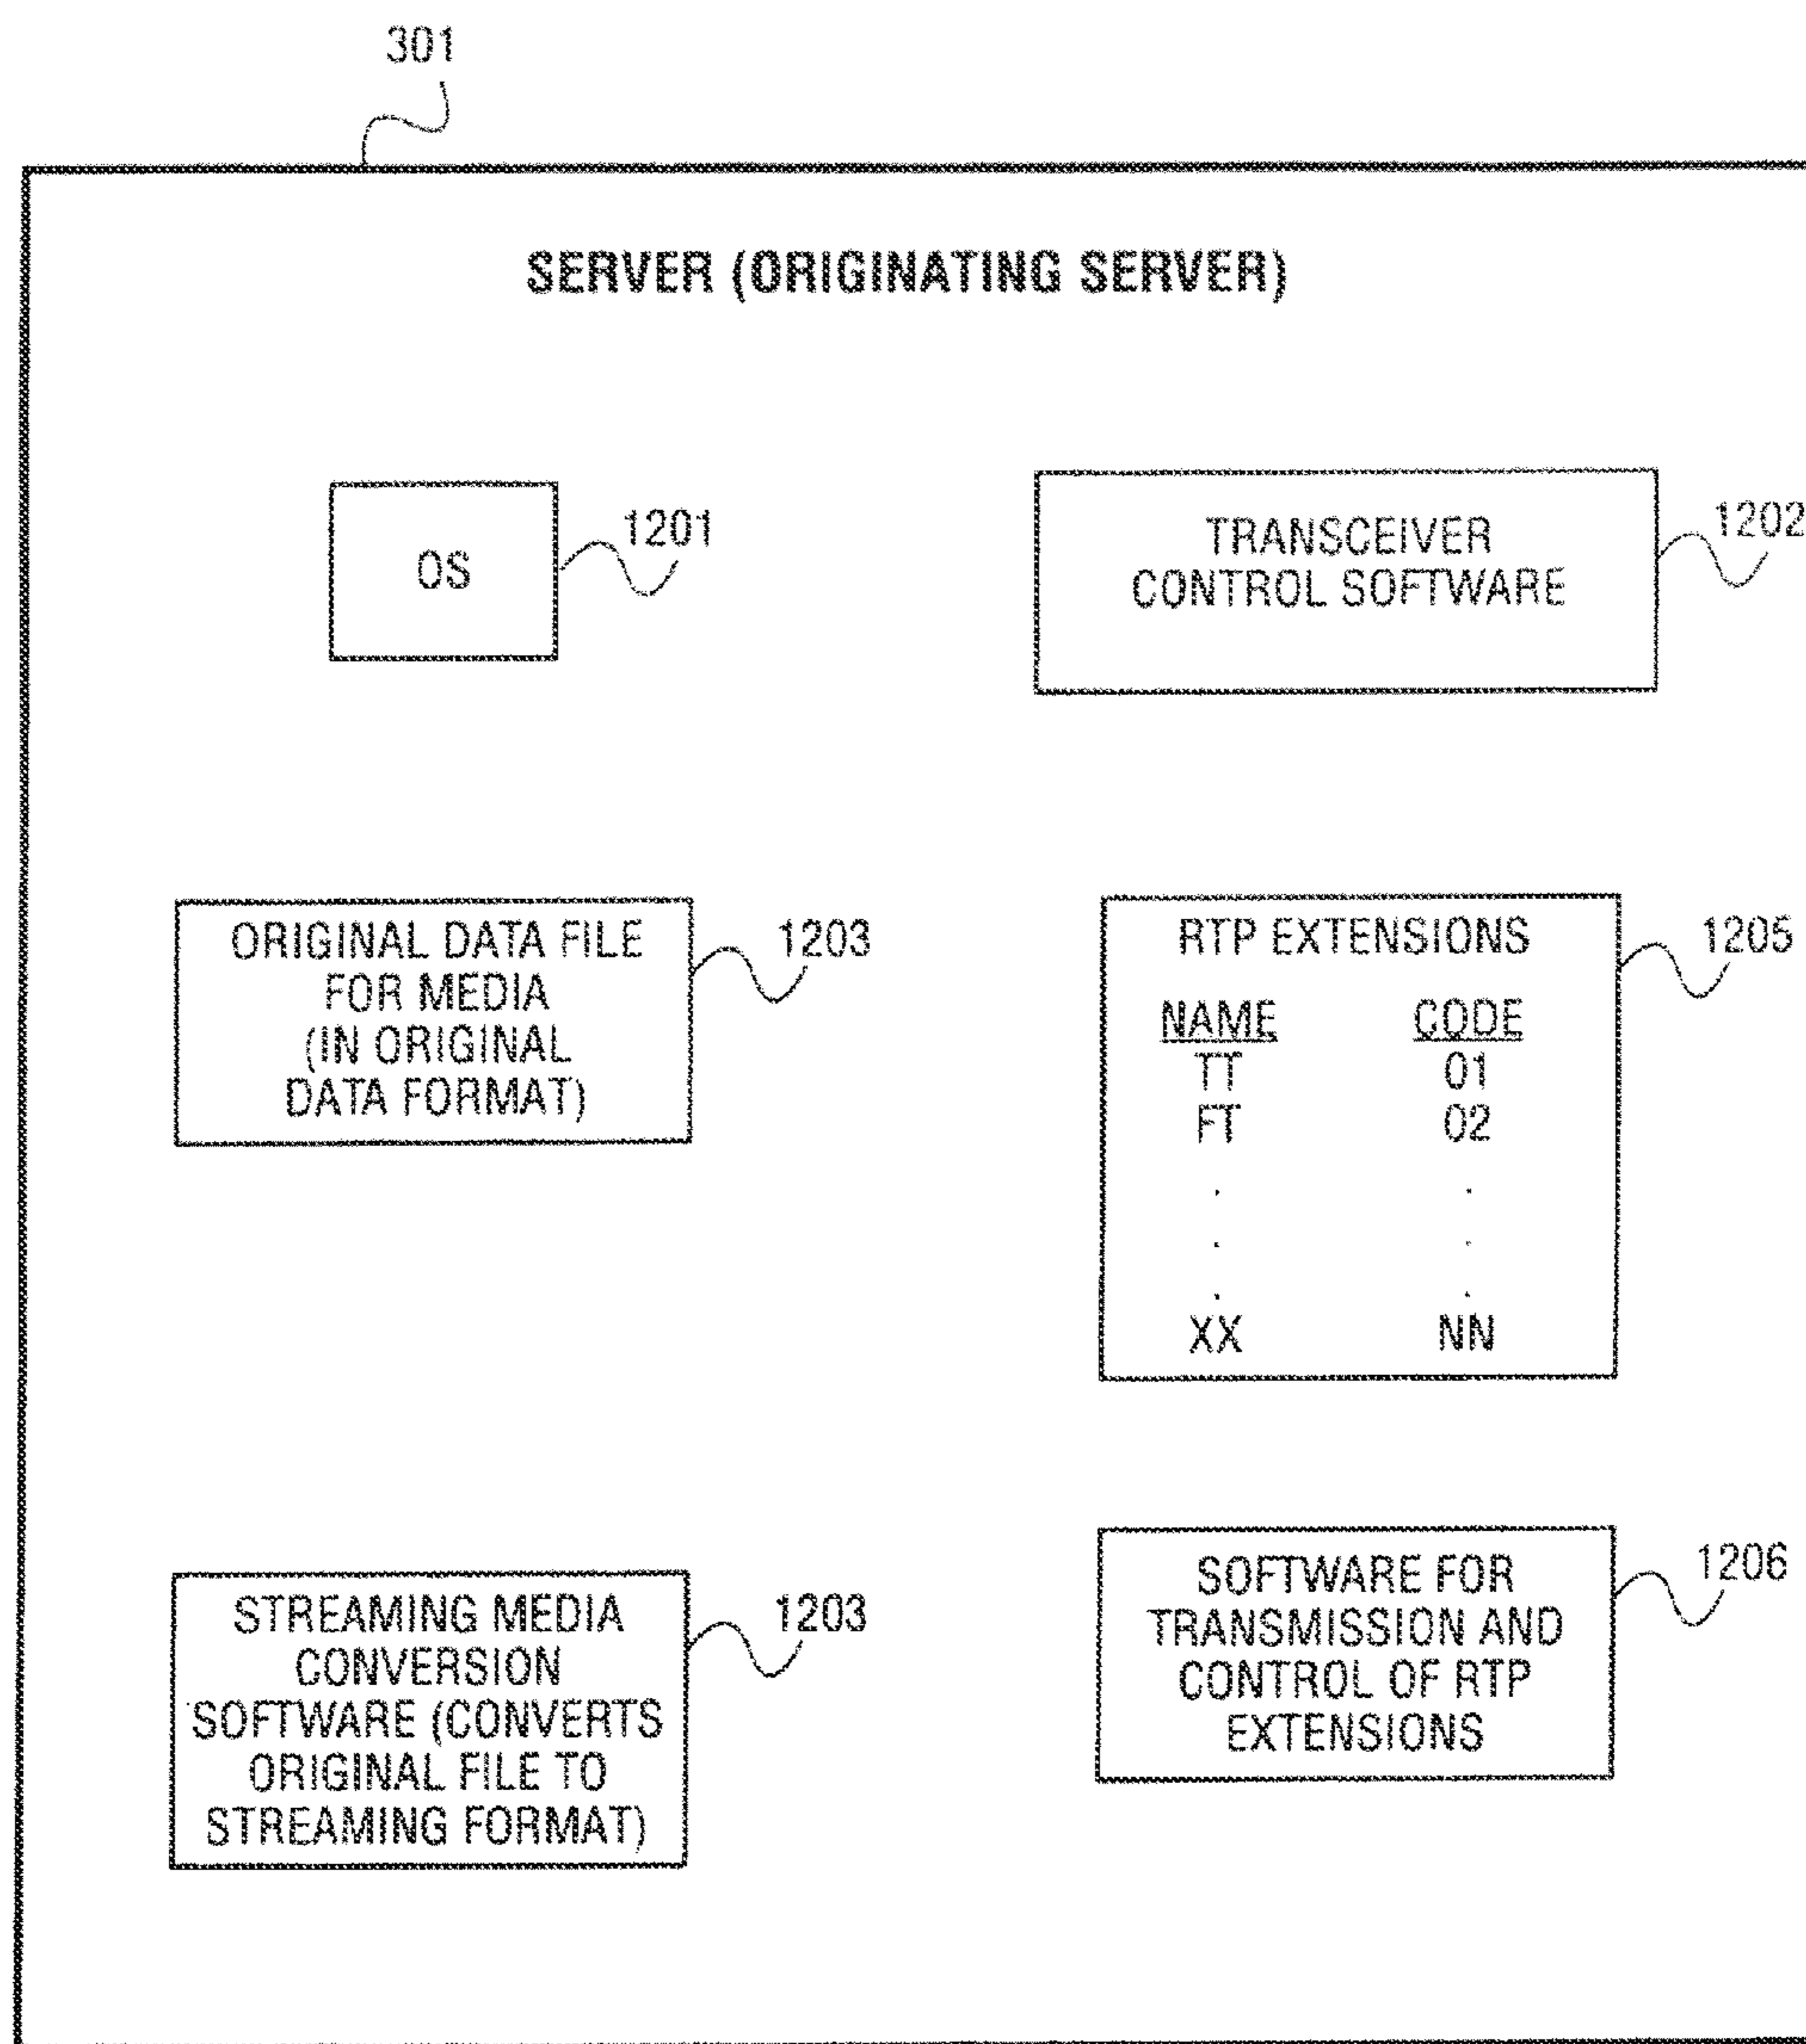 301
SERVER (ORIGINATING SERVER)
OS
1201
TRANSCEIVER
CONTROL SOFTWARE
1202
ORIGINAL DATA FILE
FOR MEDIA
(IN ORIGINAL
DATA FORMAT)
1203
RTP EXTENSIONS
NAME CODE
TT 01
FT 02
. .
. .
. .
XX NN
1205
STREAMING MEDIA
CONVERSION
SOFTWARE (CONVERTS
ORIGINAL FILE TO
STREAMING FORMAT)
1203
SOFTWARE FOR
TRANSMISSION AND
CONTROL OF RTP
EXTENSIONS
1206